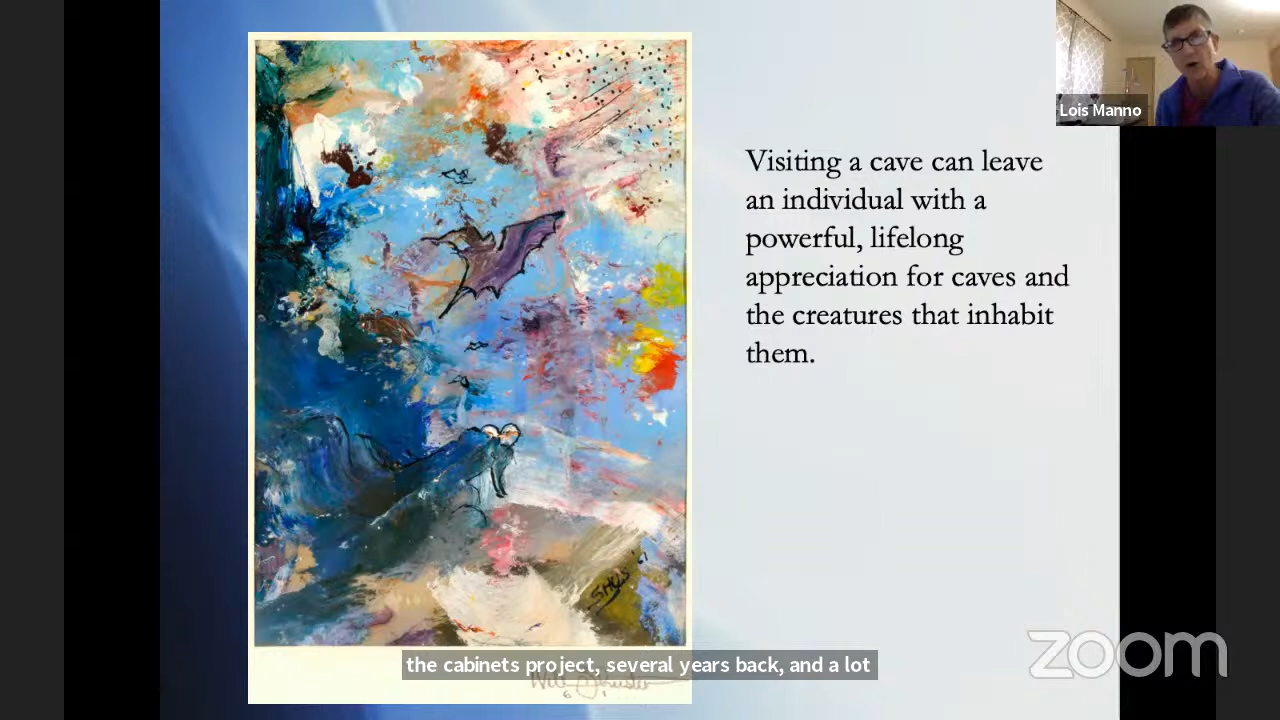 Lois Manno
Visiting a cave can leave
an individual with a
powerful, lifelong
appreciation for caves and
the creatures that inhabit
them.
the cabinets project, several years back, and a lot
zoom